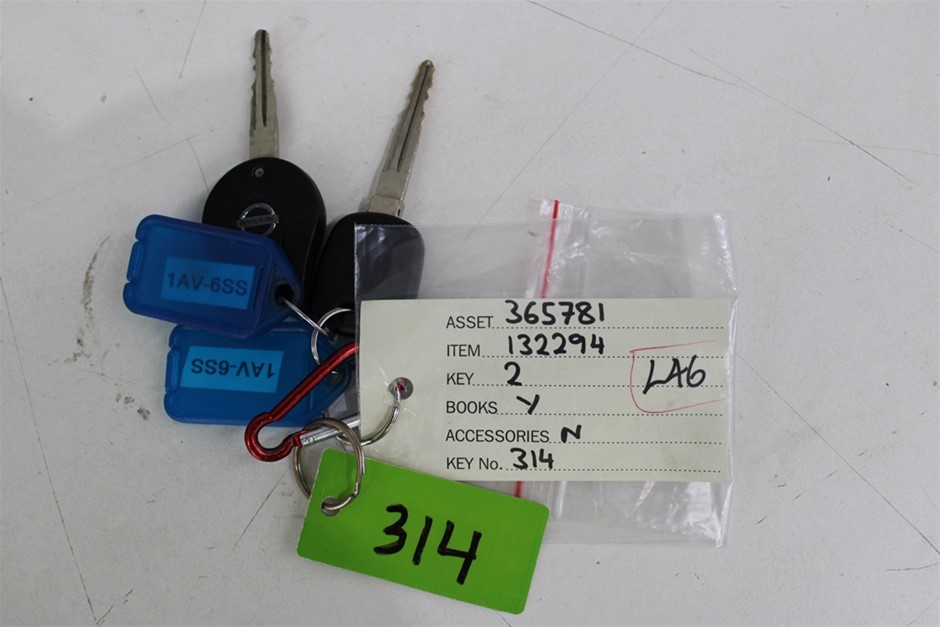 1AV-6SS
1AV-6SS
ASSET 365781
ITEM 132294
KEY 2
LA6
BOOKS Y
ACCESSORIES N
KEY No. 314
314